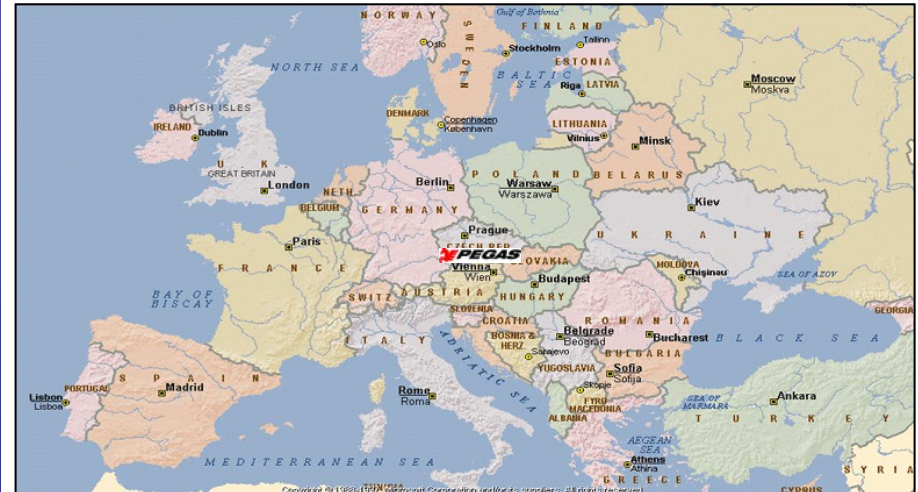 NORWAY
Oslo
SWEDEN
Stockholm
Gulf of Bothnia
FINLAND
Tallinn
ESTONIA
NORTH SEA
BALTIC
SEA
Riga
LATVIA
Moscow
Moskva
BRITISH ISLES
IRELAND
Dublin
DENMARK
Copenhagen
København
LITHUANIA
Vilnius
Minsk
U K
GREAT BRITAIN
London
NETH.
BELGIUM
Berlin
GERMANY
POLAND
Warsaw
Warszawa
BELARUS
Kiev
UKRAINE
Paris
FRANCE
Prague
CZECH REP.
PEGAS
Vienna
Wien
OVAKIA
Budapest
MOLDOVA
Chişinau
SEA OF AZOV
BAY OF
BISCAY
SWITZ
AUSTRIA
HUNGARY
SLOVENIA
CROATIA
ROMANIA
GEORGIA
ITALY
BOSNIA &
HERZ.
Sarajevo
Belgrade
Beograd
Bucharest
BLACK SEA
ADRIATIC SEA
YUGOSLAVIA
BULGARIA
Sofia
Sofija
PORTUGAL
Lisbon
Lisboa
SPAIN
Madrid
Rome
Roma
Skopje
FYRO
MACEDONIA
ALBANIA
SEA OF
MARMARA
Ankara
TURKEY
AEGEAN
SEA
Athens
Athina
GREECE
MEDITERRANEAN SEA
SYRIA
CYPRUS
TUNISIA